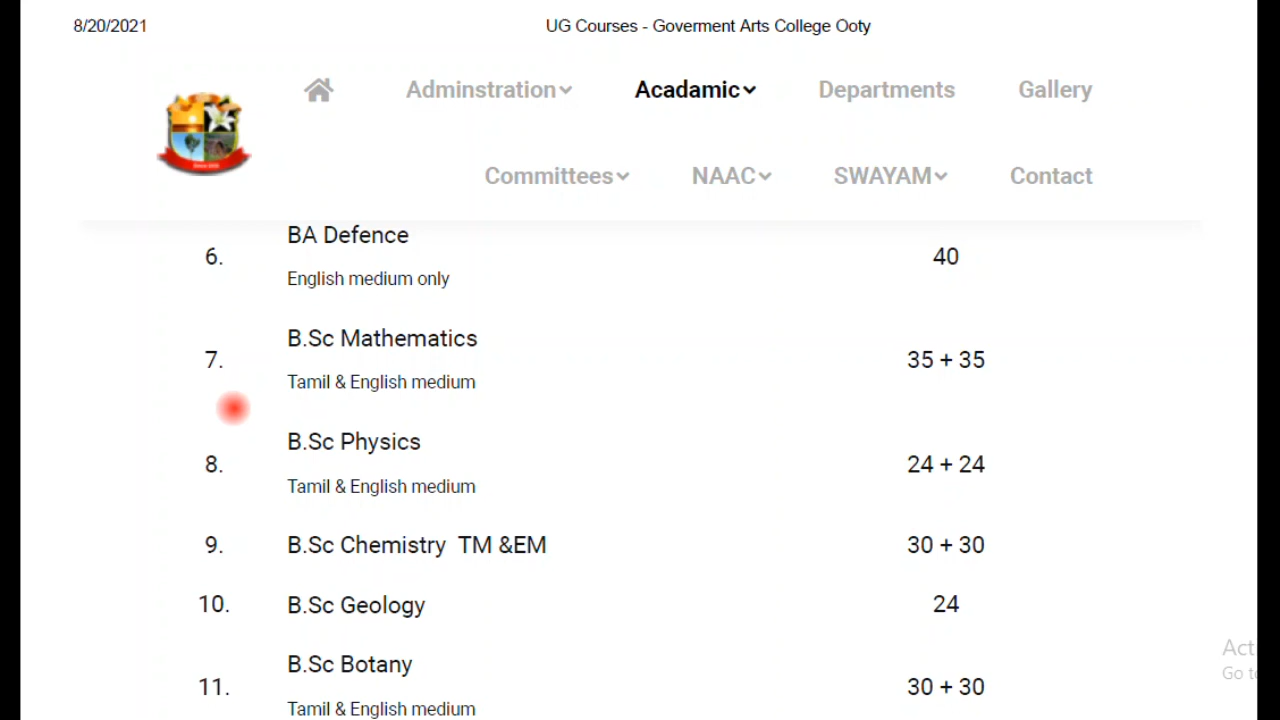 8/20/2021 UG Courses - Goverment Arts College Ooty
Adminstration Acadamic Departments Gallery
Committees NAAC SWAYAM Contact
BA Defence
6. 40
English medium only
B.Sc Mathematics
7. 35 + 35
Tamil & English medium
B.Sc Physics
8. 24 + 24
Tamil & English medium
9. B.Sc Chemistry TM &EM 30 + 30
10. B.Sc Geology 24
Act
B.Sc Botany
Go t
11. 30 + 30
Tamil & English medium